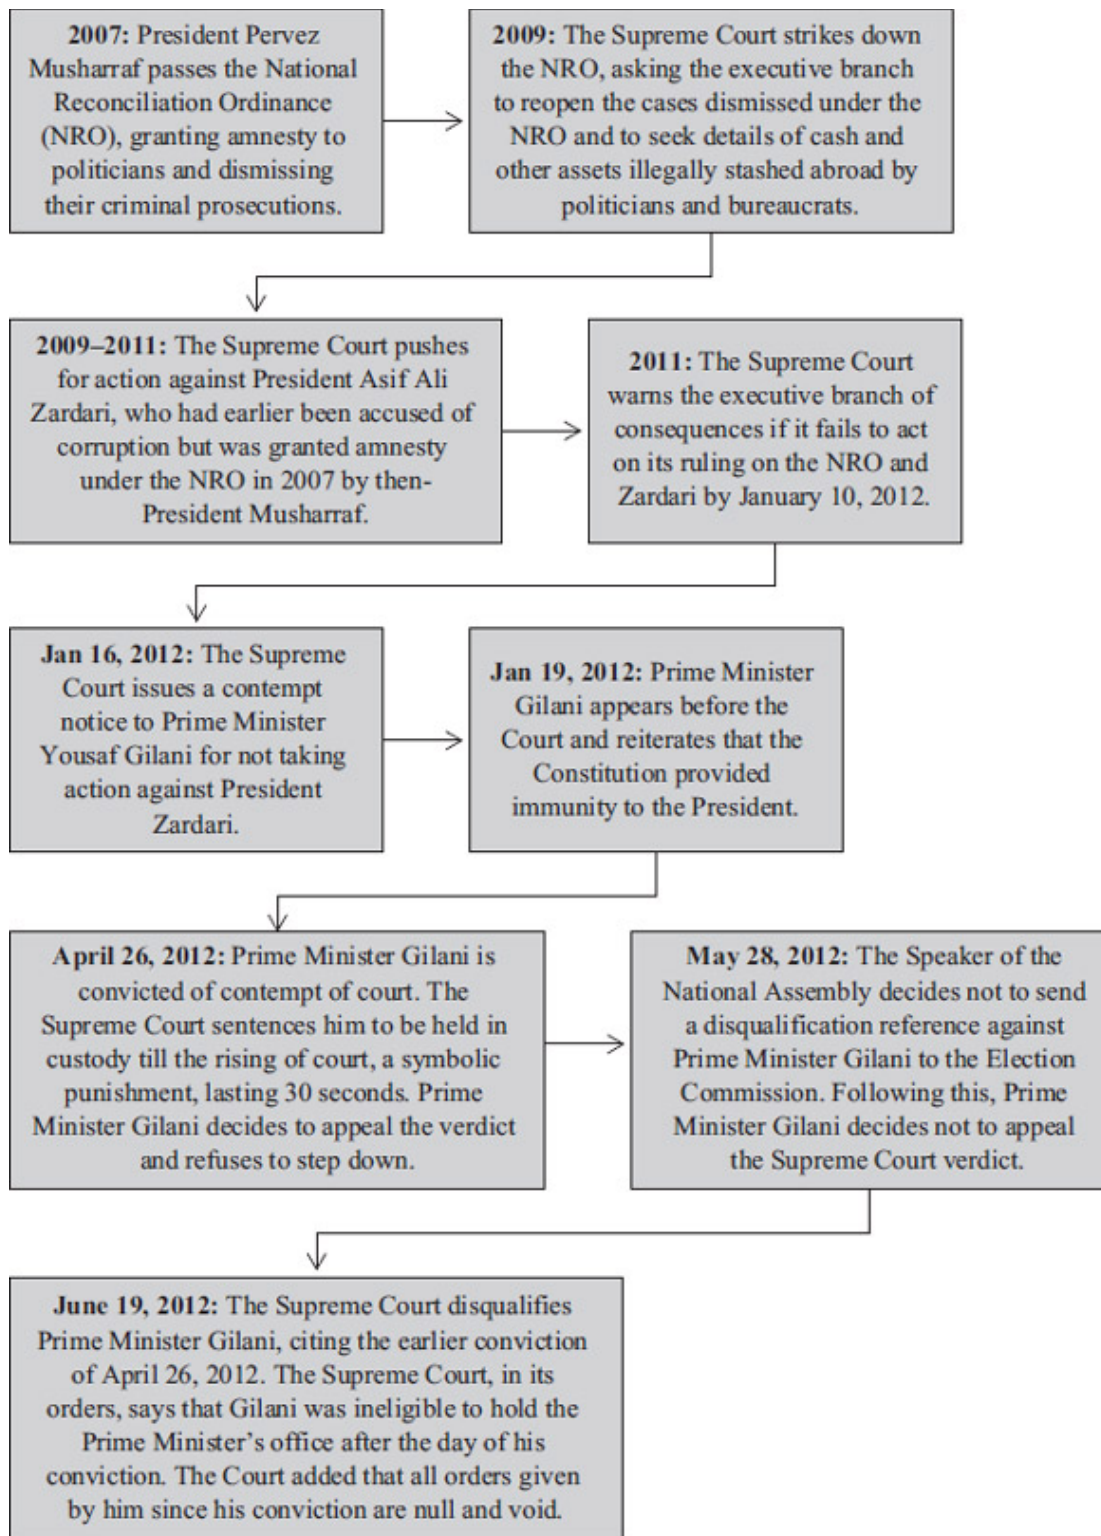 2007: President Pervez
Musharraf passes the National
Reconciliation Ordinance
(NRO), granting amnesty to
politicians and dismissing
their criminal prosecutions.
2009: The Supreme Court strikes down
the NRO, asking the executive branch
to reopen the cases dismissed under the
NRO and to seek details of cash and
other assets illegally stashed abroad by
politicians and bureaucrats.
2009–2011: The Supreme Court pushes
for action against President Asif Ali
Zardari, who had earlier been accused of
corruption but was granted amnesty
under the NRO in 2007 by then-
President Musharraf.
2011: The Supreme Court
warns the executive branch of
consequences if it fails to act
on its ruling on the NRO and
Zardari by January 10, 2012.
Jan 16, 2012: The Supreme
Court issues a contempt
notice to Prime Minister
Yousaf Gilani for not taking
action against President
Zardari.
Jan 19, 2012: Prime Minister
Gilani appears before the
Court and reiterates that the
Constitution provided
immunity to the President.
April 26, 2012: Prime Minister Gilani is
convicted of contempt of court. The
Supreme Court sentences him to be held in
custody till the rising of court, a symbolic
punishment, lasting 30 seconds. Prime
Minister Gilani decides to appeal the verdict
and refuses to step down.
May 28, 2012: The Speaker of the
National Assembly decides not to send
a disqualification reference against
Prime Minister Gilani to the Election
Commission. Following this, Prime
Minister Gilani decides not to appeal
the Supreme Court verdict.
June 19, 2012: The Supreme Court disqualifies
Prime Minister Gilani, citing the earlier conviction
of April 26, 2012. The Supreme Court, in its
orders, says that Gilani was ineligible to hold the
Prime Minister's office after the day of his
conviction. The Court added that all orders given
by him since his conviction are null and void.